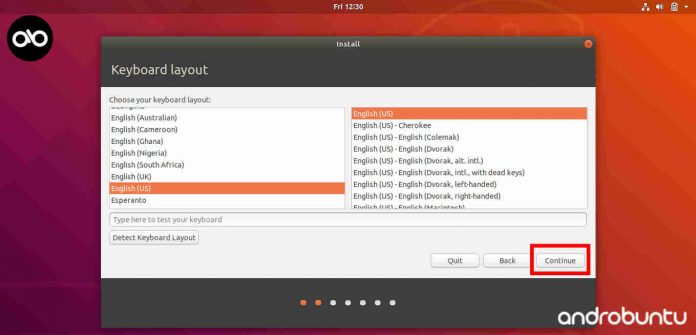 Fri 12:30
Install
Keyboard layout
Choose your keyboard layout:
English (Australian)
English (Cameroon)
English (Ghana)
English (Nigeria)
English (South Africa)
English (UK)
English (US)
Esperanto
English (US)
English (US) - Cherokee
English (US) - English (Colemak)
English (US) - English (Dvorak)
English (US) - English (Dvorak, alt. intl.)
English (US) - English (Dvorak, intl., with dead keys)
English (US) - English (Dvorak, left-handed)
English (US) - English (Dvorak, right-handed)
English (US) - English (Macintosh)
Type here to test your keyboard
Detect Keyboard Layout
Quit
Back
Continue
androbuntu